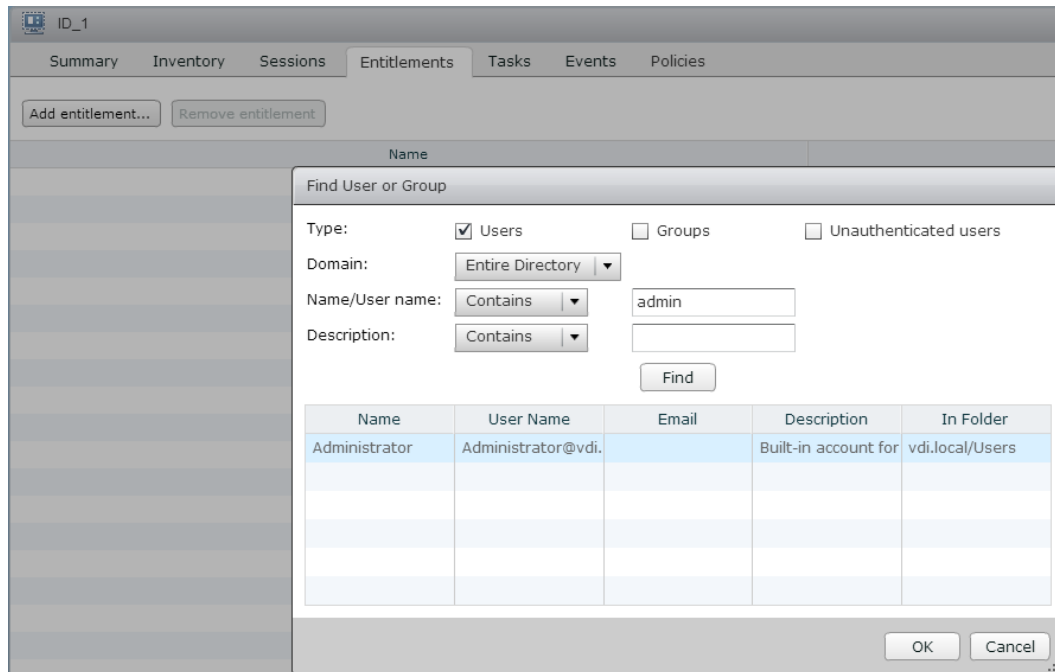 ID_1
Summary Inventory Sessions Entitlements Tasks Events Policies
Add entitlement... Remove entitlement
Name
Find User or Group
Type: Users Groups Unauthenticated users
Domain: Entire Directory
Name/User name: Contains admin
Description: Contains
Find
Name User Name Email Description In Folder
Administrator Administrator@vdi. Built-in account for vdi.local/Users
OK Cancel